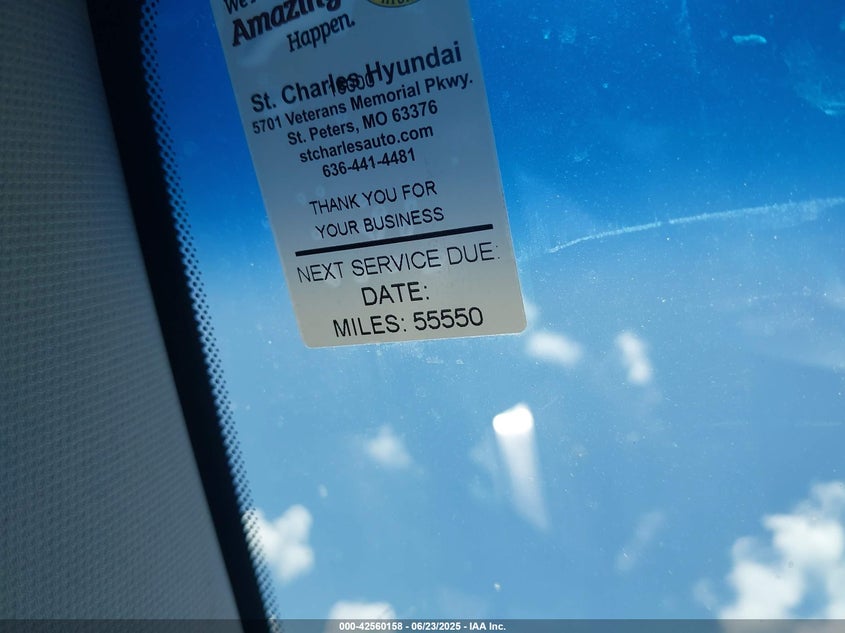 We
Amazing
Happen.
St. Charles Hyundai
5701 Veterans Memorial Pkwy.
St. Peters, MO 63376
stcharlesauto.com
636-441-4481
THANK YOU FOR
YOUR BUSINESS
NEXT SERVICE DUE:
DATE:
MILES: 55550
000-42560158 - 06/23/2025 - IAA Inc.